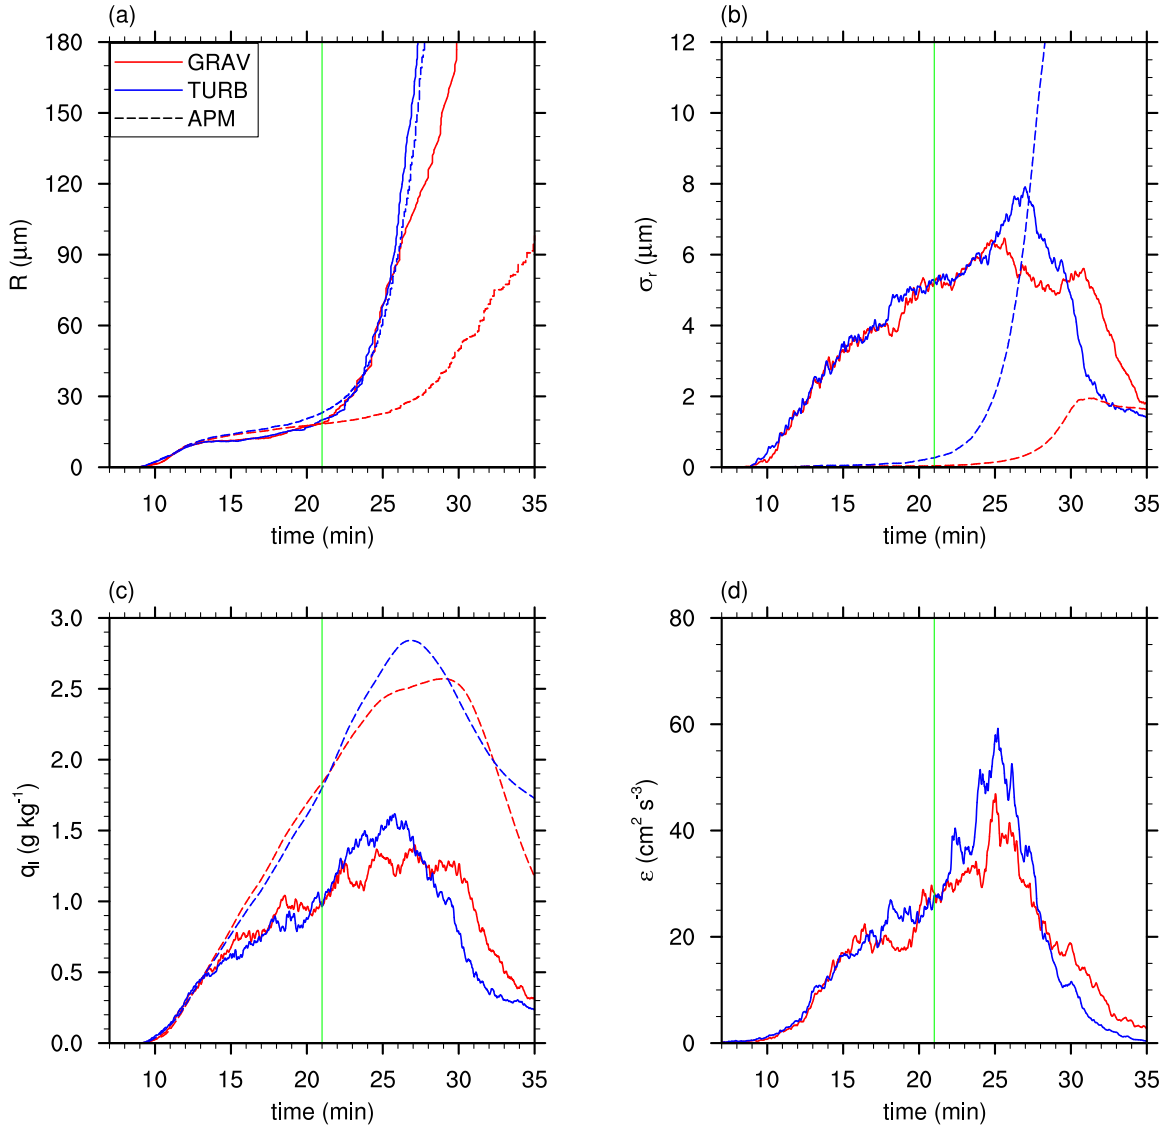 (a)
180
150
120
90
60
30
0
R (μm)
GRAV
TURB
APM
10 15 20 25 30 35
time (min)
(b)
12
10
8
6
4
2
0
σr (μm)
10 15 20 25 30 35
time (min)
(c)
3.0
2.5
2.0
1.5
1.0
0.5
0.0
ql (g kg⁻¹)
10 15 20 25 30 35
time (min)
(d)
80
60
40
20
0
ε (cm² s⁻³)
10 15 20 25 30 35
time (min)